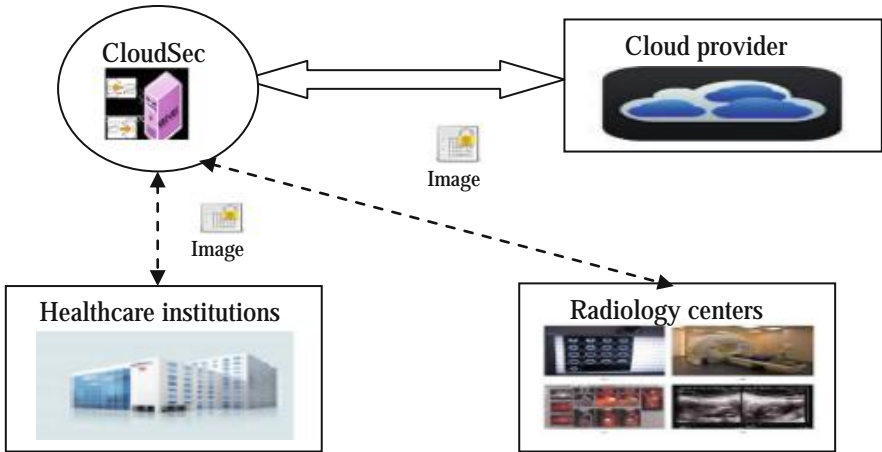 CloudSec
Cloud provider
Image
Image
Healthcare institutions
Radiology centers